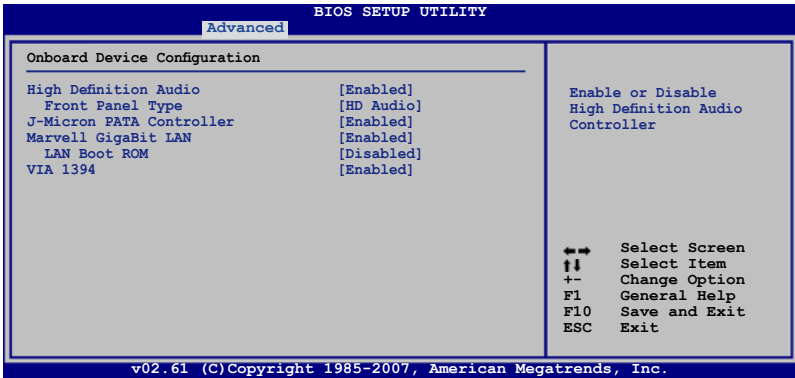 BIOS SETUP UTILITY
Advanced
Onboard Device Configuration
High Definition Audio [Enabled]
Front Panel Type [HD Audio]
J-Micron PATA Controller [Enabled]
Marvell GigaBit LAN [Enabled]
LAN Boot ROM [Disabled]
VIA 1394 [Enabled]
Enable or Disable
High Definition Audio
Controller
←→ Select Screen
↑↓ Select Item
+- Change Option
F1 General Help
F10 Save and Exit
ESC Exit
v02.61 (C)Copyright 1985-2007, American Megatrends, Inc.